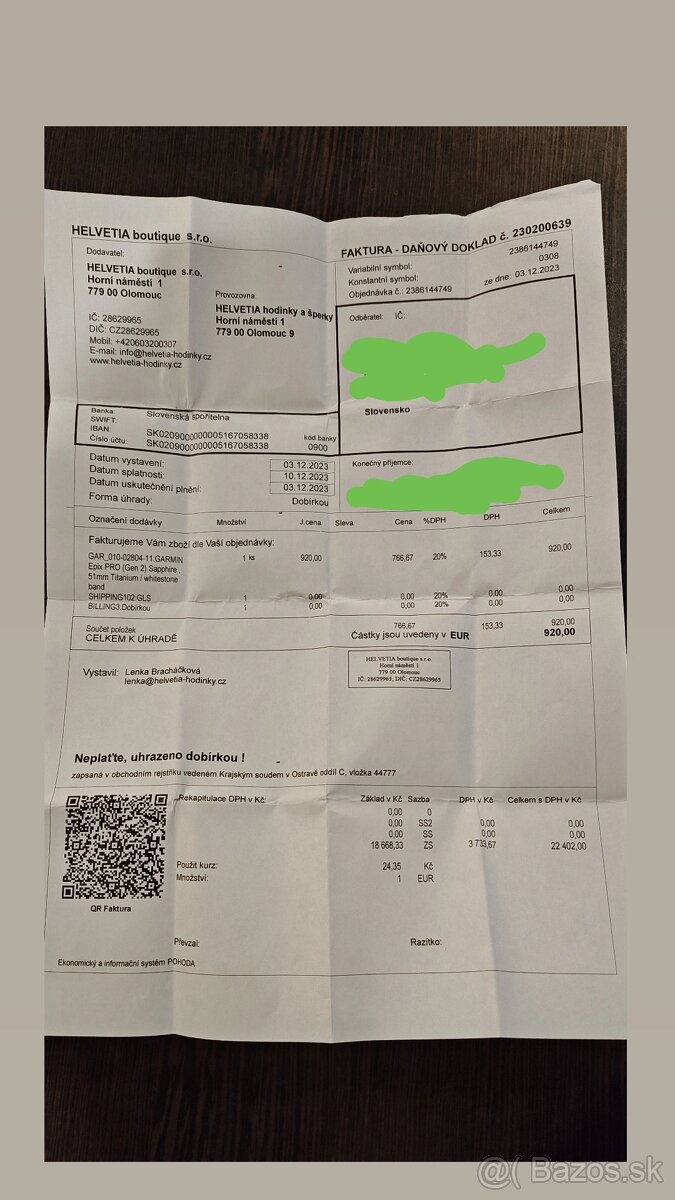 HELVETIA boutique s.r.o.
FAKTURA - DAŇOVÝ DOKLAD č. 230200639
Dodavatel:
HELVETIA boutique s.r.o.
Horní náměstí 1
779 00 Olomouc
Provozovna:
HELVETIA hodinky a šperky
Horní náměstí 1
779 00 Olomouc 9
IČ: 28629965
DIČ: CZ28629965
Mobil: +420603200307
E-mail: info@helvetia-hodinky.cz
www.helvetia-hodinky.cz
Variabilní symbol: 2386144749
Konstantní symbol: 0308
Objednávka č.: 2386144749 ze dne: 03.12.2023
Odběratel: IČ:
Slovensko
Banka: Slovenská spořitelna
SWIFT:
IBAN: SK0209000000005167058338 kód banky
Číslo účtu: SK0209000000005167058338 0900
Datum vystavení: 03.12.2023
Datum splatnosti: 10.12.2023
Datum uskutečnění plnění: 03.12.2023
Forma úhrady: Dobírkou
Konečný příjemce:
Označení dodávky Množství J.cena Sleva Cena %DPH DPH Celkem
Fakturujeme Vám zboží dle Vaší objednávky:
GAR_010-02804-11:GARMIN 1 ks 920,00 766,67 20% 153,33 920,00
Epix PRO (Gen 2) Sapphire ,
51mm Titanium / whitestone
band
SHIPPING102:GLS 1 0,00 0,00 20% 0,00 0,00
BILLING3:Dobírkou 1 0,00 0,00 20% 0,00 0,00
Součet položek 766,67 153,33 920,00
CELKEM K ÚHRADĚ Částky jsou uvedeny v EUR 920,00
Vystavil: Lenka Bracháčková
lenka@helvetia-hodinky.cz
HELVETIA boutique s.r.o.
Horní náměstí 1
779 00 Olomouc
IČ: 28629965, DIČ: CZ28629965
Neplaťte, uhrazeno dobírkou !
zapsaná v obchodním rejstříku vedeném Krajským soudem v Ostravě oddíl C, vložka 44777
Rekapitulace DPH v Kč: Základ v Kč Sazba DPH v Kč Celkem s DPH v Kč
0,00 0
0,00 SS2 0,00 0,00
0,00 SS 0,00 0,00
18 668,33 ZS 3 733,67 22 402,00
Použit kurz: 24,35 Kč
Množství: 1 EUR
QR Faktura
Převzal: Razítko:
Ekonomický a informační systém POHODA
@( Bazos.sk